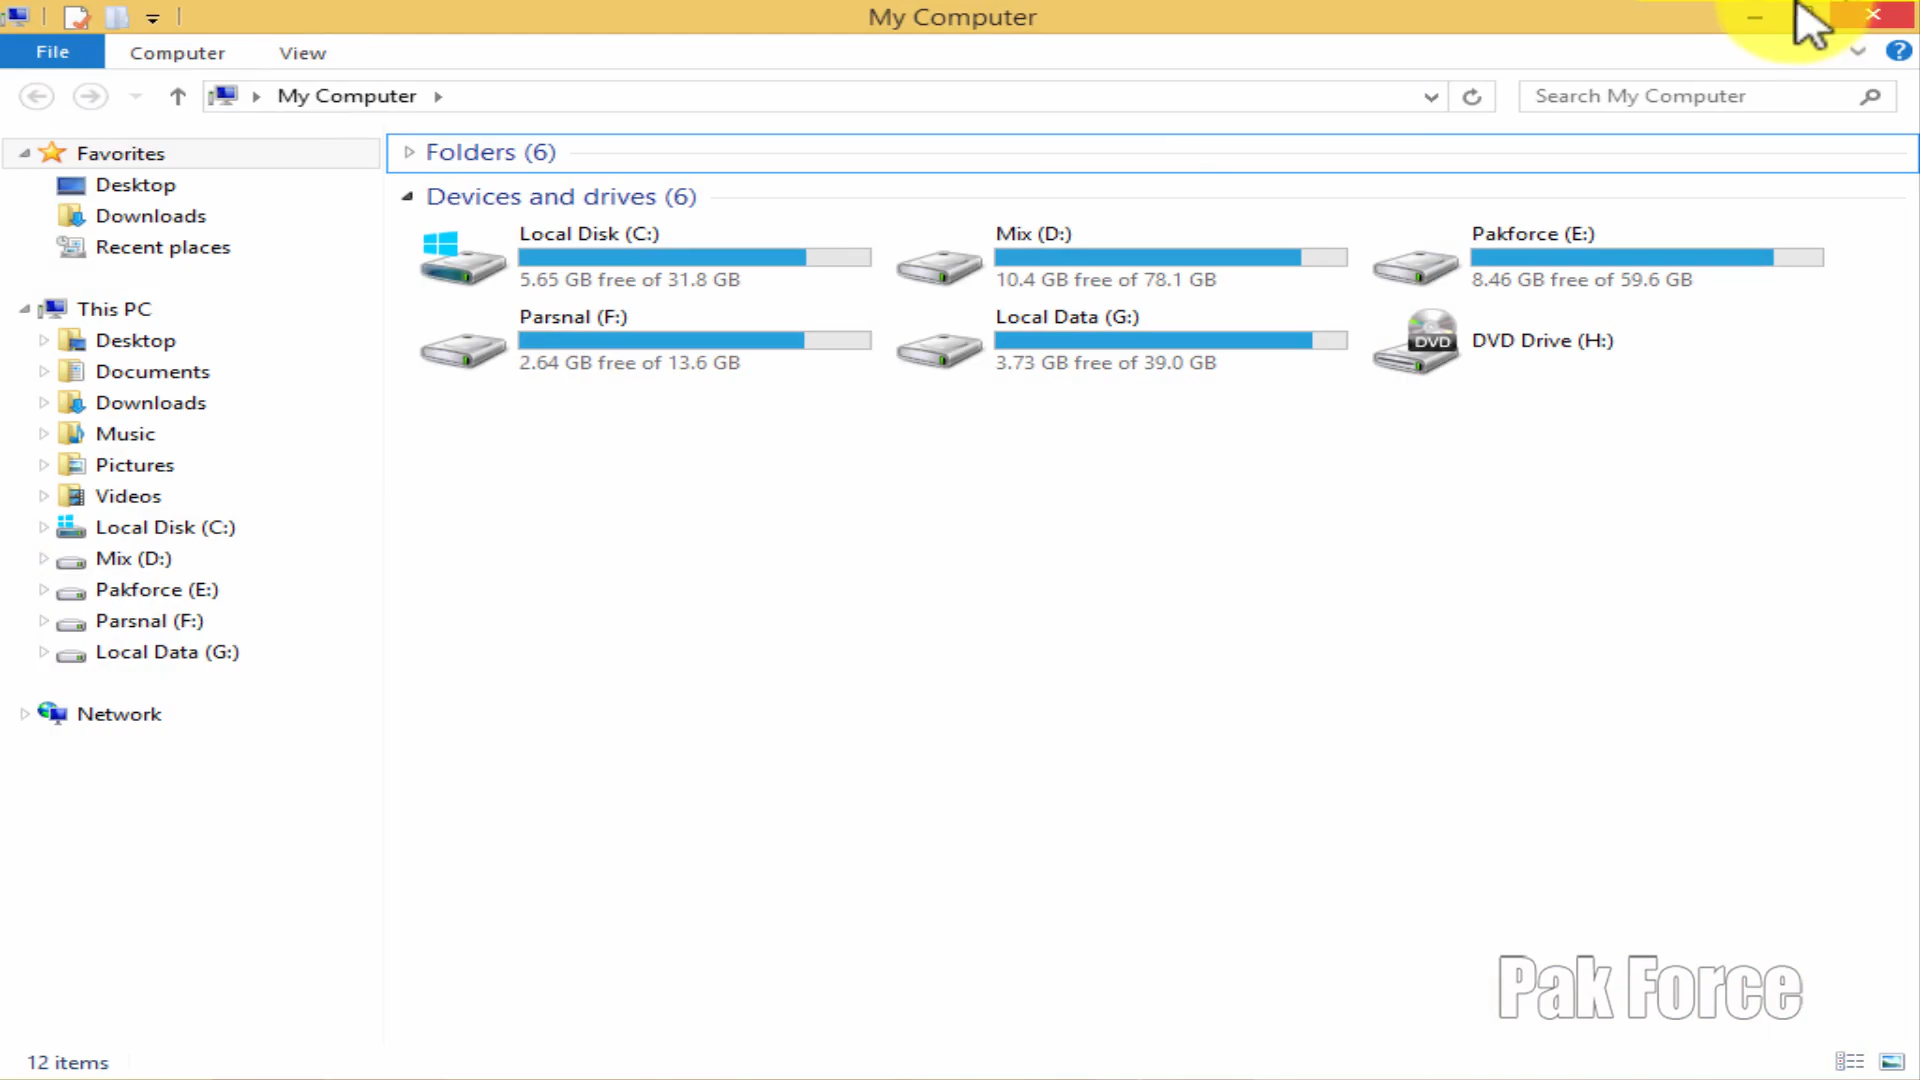 My Computer
File
Computer
View
My Computer
Search My Computer
Favorites
Desktop
Downloads
Recent places
This PC
Desktop
Documents
Downloads
Music
Pictures
Videos
Local Disk (C:)
Mix (D:)
Pakforce (E:)
Parsnal (F:)
Local Data (G:)
Network
Folders (6)
Devices and drives (6)
Local Disk (C:)
5.65 GB free of 31.8 GB
Mix (D:)
10.4 GB free of 78.1 GB
Pakforce (E:)
8.46 GB free of 59.6 GB
Parsnal (F:)
2.64 GB free of 13.6 GB
Local Data (G:)
3.73 GB free of 39.0 GB
DVD
DVD Drive (H:)
Pak Force
12 items